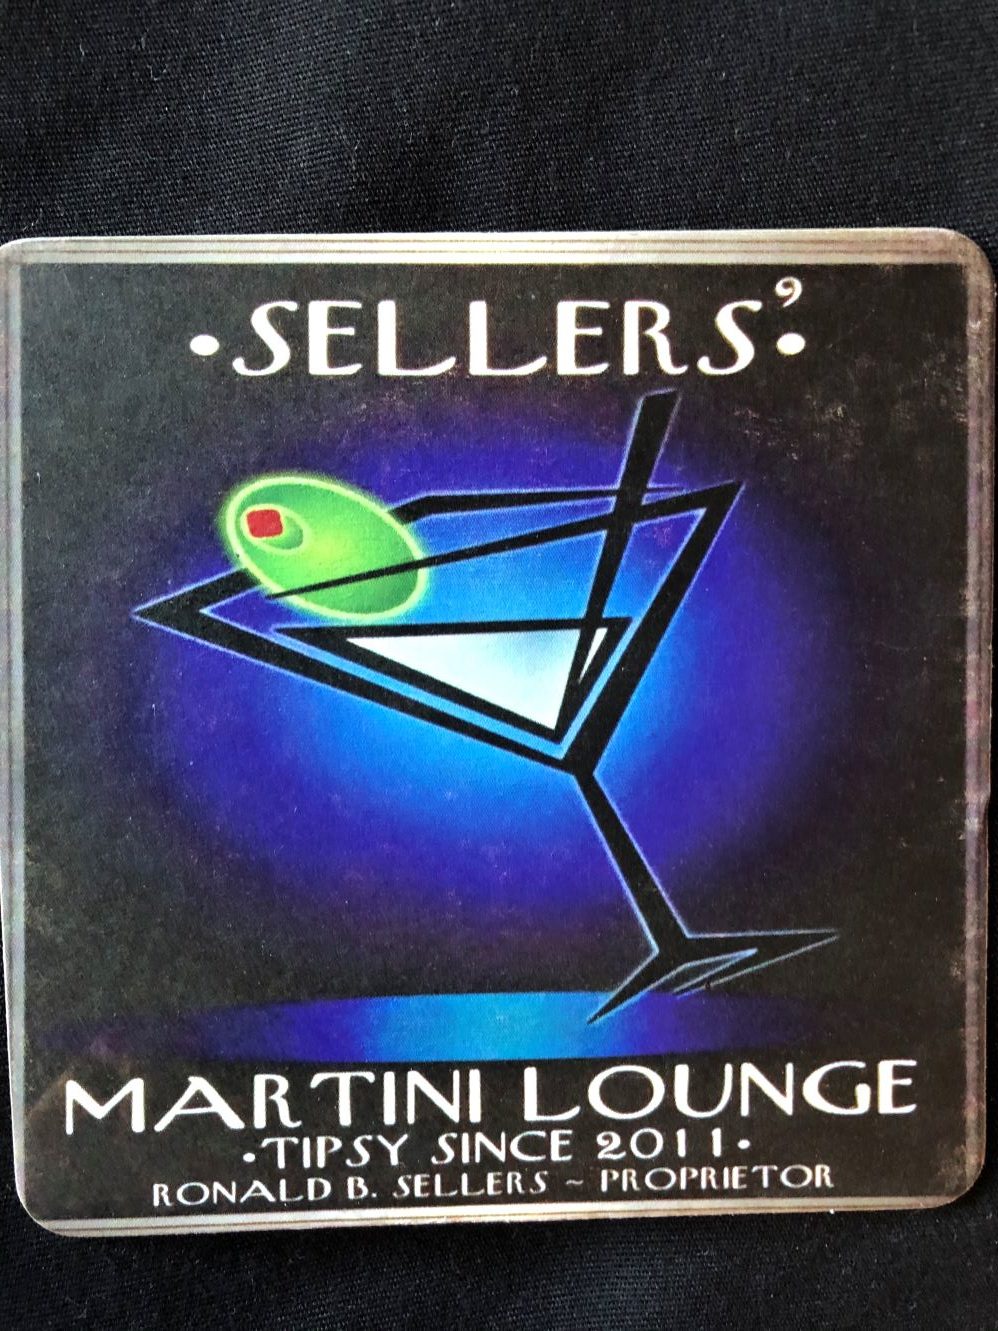 •SELLERS'•
MARTINI LOUNGE
•TIPSY SINCE 2011•
RONALD B. SELLERS ~ PROPRIETOR